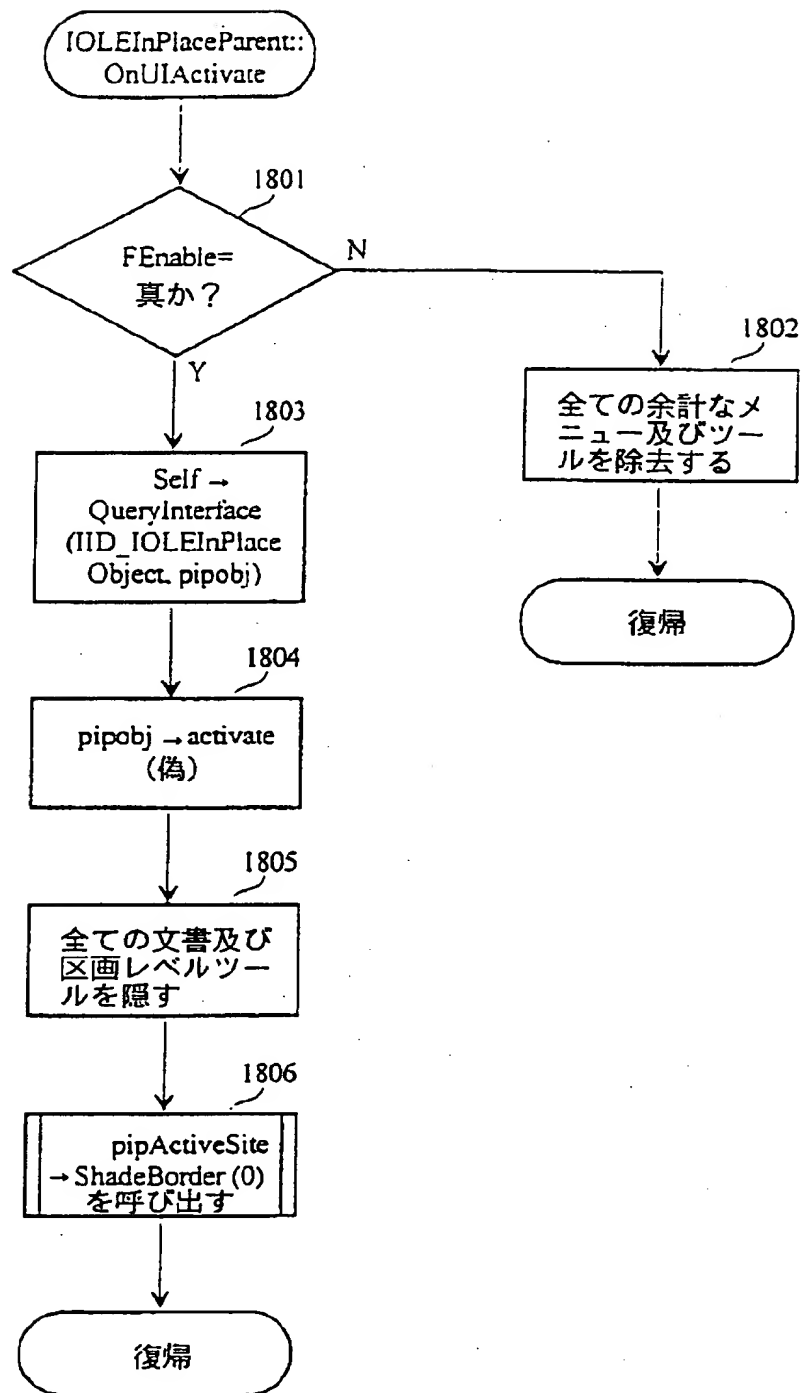 IOLEInPlaceParent::
OnUIActivate
1801
FEnable=
真か？
N
Y
1802
全ての余計なメ
ニュー及びツー
ルを除去する
復帰
1803
Self →
QueryInterface
(IID_IOLEInPlace
Object, pipobj)
1804
pipobj → activate
（偽）
1805
全ての文書及び
区画レベルツー
ルを隠す
1806
pipActiveSite
→ ShadeBorder (0)
を呼び出す
復帰